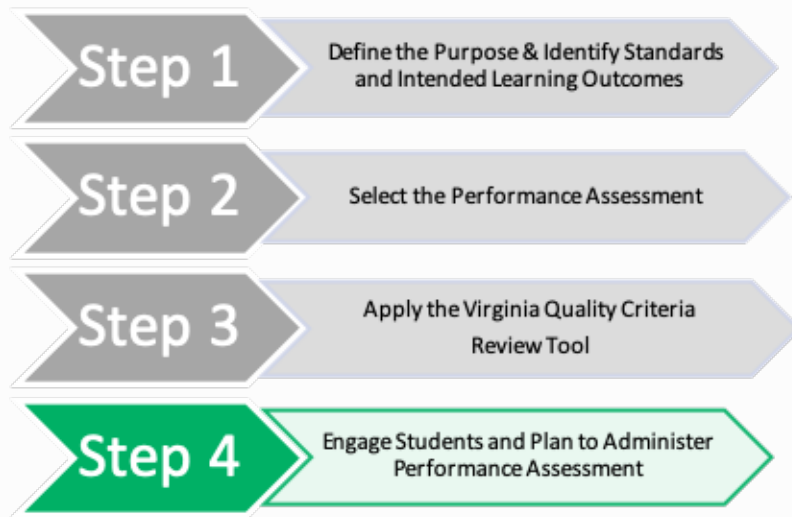 Step 1
Define the Purpose & Identify Standards
and Intended Learning Outcomes
Step 2
Select the Performance Assessment
Step 3
Apply the Virginia Quality Criteria
Review Tool
Step 4
Engage Students and Plan to Administer
Performance Assessment